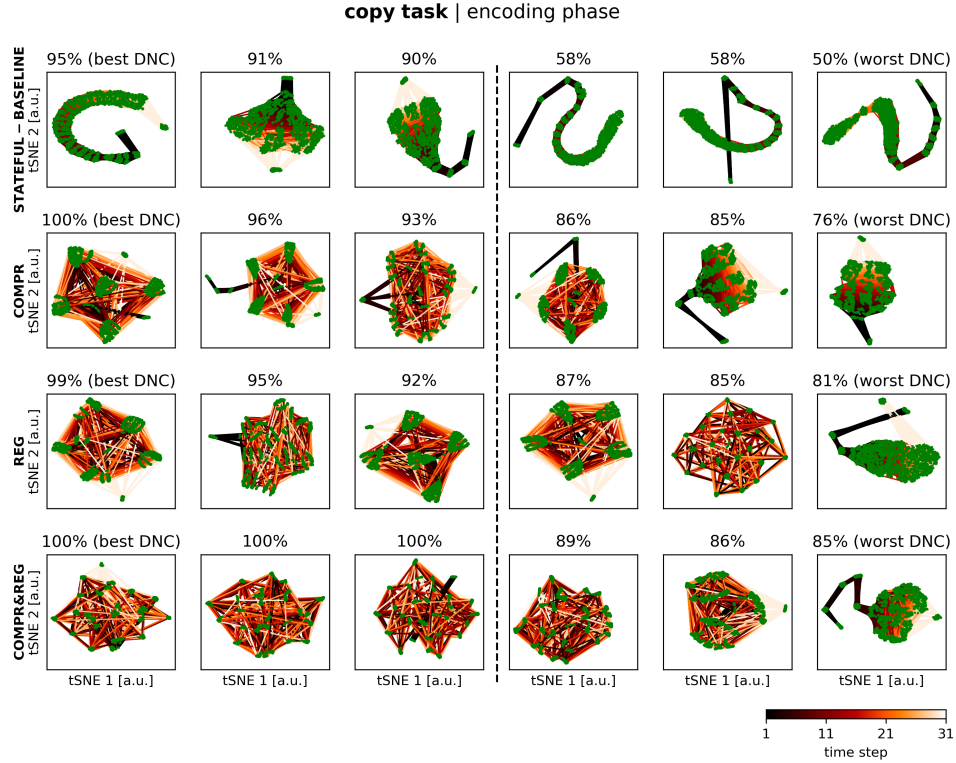 copy task | encoding phase
STATEFUL – BASELINE
tSNE 2 [a.u.]
95% (best DNC) 91% 90% 58% 58% 50% (worst DNC)
COMPR
tSNE 2 [a.u.]
100% (best DNC) 96% 93% 86% 85% 76% (worst DNC)
REG
tSNE 2 [a.u.]
99% (best DNC) 95% 92% 87% 85% 81% (worst DNC)
COMPR&REG
tSNE 2 [a.u.]
100% (best DNC) 100% 100% 89% 86% 85% (worst DNC)
tSNE 1 [a.u.] tSNE 1 [a.u.] tSNE 1 [a.u.] tSNE 1 [a.u.] tSNE 1 [a.u.] tSNE 1 [a.u.]
1 11 21 31
time step